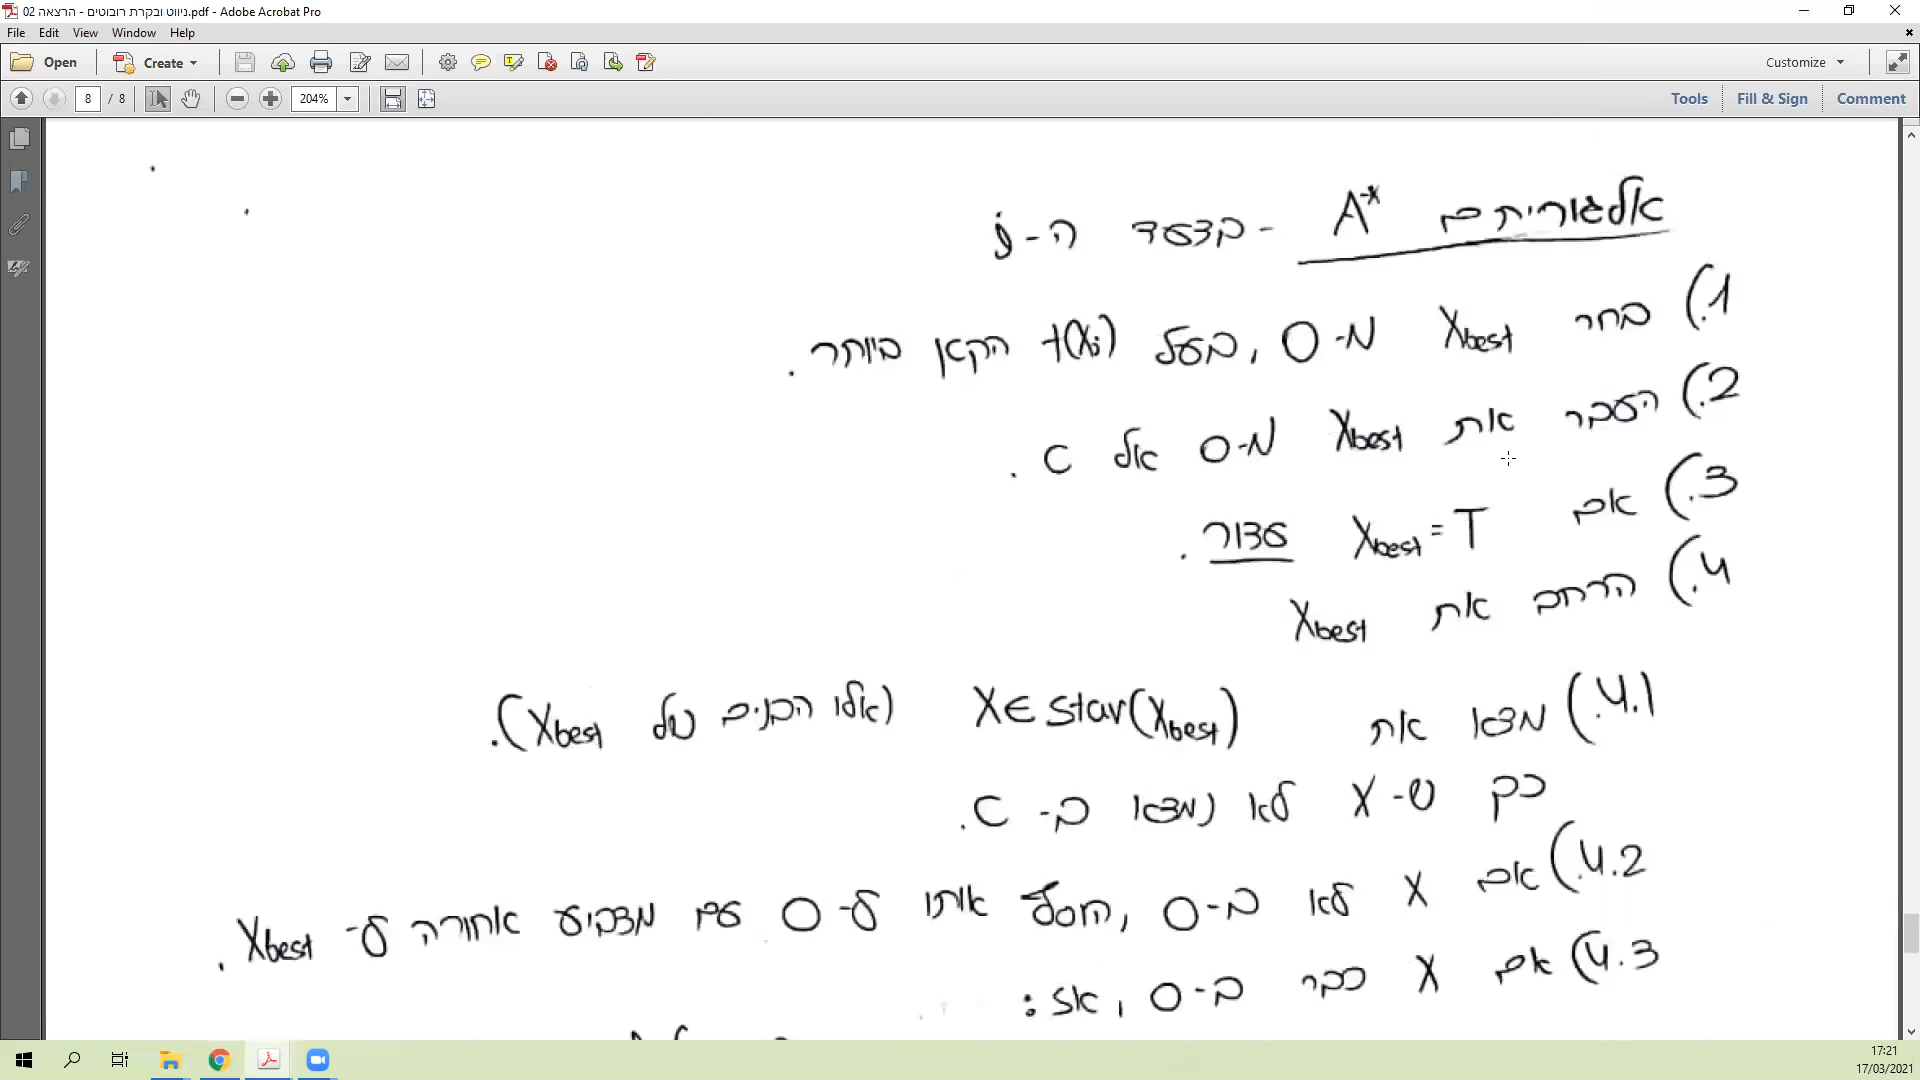 ניווט ובקרת רובוטים - הרצאה 02.pdf - Adobe Acrobat Pro
File Edit View Window Help
Open Create Customize
8 / 8 204% Tools Fill & Sign Comment
אלגוריתם A* - בצעד ה-j
1.) בחר Xbest מ-O, בעל f(Xi) הקטן ביותר.
2.) העבר את Xbest מ-O אל C.
3.) אם Xbest = T עצור.
4.) הרחב את Xbest
4.1.) מצא את X∈Star(Xbest) (אלו הבנים של Xbest).
כך ש-X לא נמצא ב-C.
4.2.) אם X לא ב-O, הוסף אותו ל-O עם מצביע אחורה ל-Xbest.
4.3) אם X כבר ב-O, אז:
17:21
17/03/2021